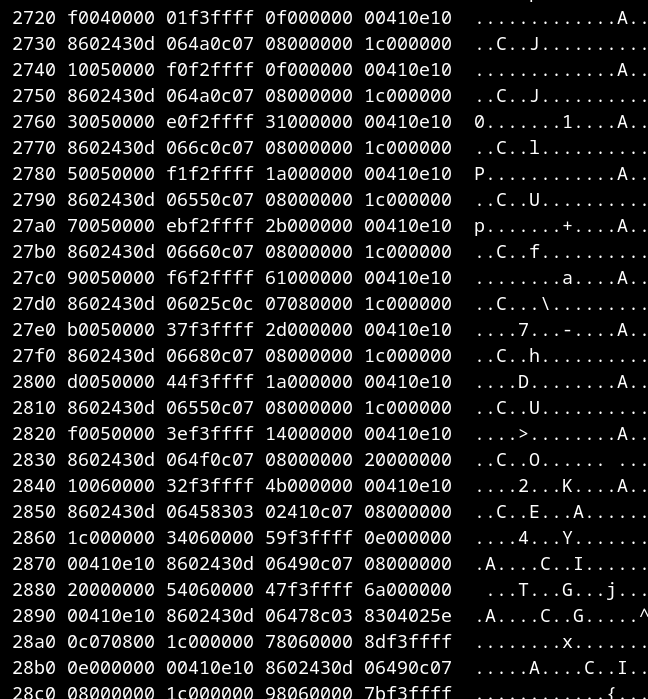 2720 f0040000 01f3ffff 0f000000 00410e10 .............A..
2730 8602430d 064a0c07 08000000 1c000000 ..C..J..........
2740 10050000 f0f2ffff 0f000000 00410e10 .............A..
2750 8602430d 064a0c07 08000000 1c000000 ..C..J..........
2760 30050000 e0f2ffff 31000000 00410e10 0.......1....A..
2770 8602430d 066c0c07 08000000 1c000000 ..C..l..........
2780 50050000 f1f2ffff 1a000000 00410e10 P............A..
2790 8602430d 06550c07 08000000 1c000000 ..C..U..........
27a0 70050000 ebf2ffff 2b000000 00410e10 p.......+....A..
27b0 8602430d 06660c07 08000000 1c000000 ..C..f..........
27c0 90050000 f6f2ffff 61000000 00410e10 ........a....A..
27d0 8602430d 06025c0c 07080000 1c000000 ..C...\.........
27e0 b0050000 37f3ffff 2d000000 00410e10 ....7...-....A..
27f0 8602430d 06680c07 08000000 1c000000 ..C..h..........
2800 d0050000 44f3ffff 1a000000 00410e10 ....D........A..
2810 8602430d 06550c07 08000000 1c000000 ..C..U..........
2820 f0050000 3ef3ffff 14000000 00410e10 ....>........A..
2830 8602430d 064f0c07 08000000 20000000 ..C..O...... ...
2840 10060000 32f3ffff 4b000000 00410e10 ....2...K....A..
2850 8602430d 06458303 02410c07 08000000 ..C..E...A......
2860 1c000000 34060000 59f3ffff 0e000000 ....4...Y.......
2870 00410e10 8602430d 06490c07 08000000 .A....C..I......
2880 20000000 54060000 47f3ffff 6a000000  ...T...G...j...
2890 00410e10 8602430d 06478c03 8304025e .A....C..G.....^
28a0 0c070800 1c000000 78060000 8df3ffff ........x.......
28b0 0e000000 00410e10 8602430d 06490c07 .....A....C..I..
28c0 08000000 1c000000 98060000 7bf3ffff ............{...